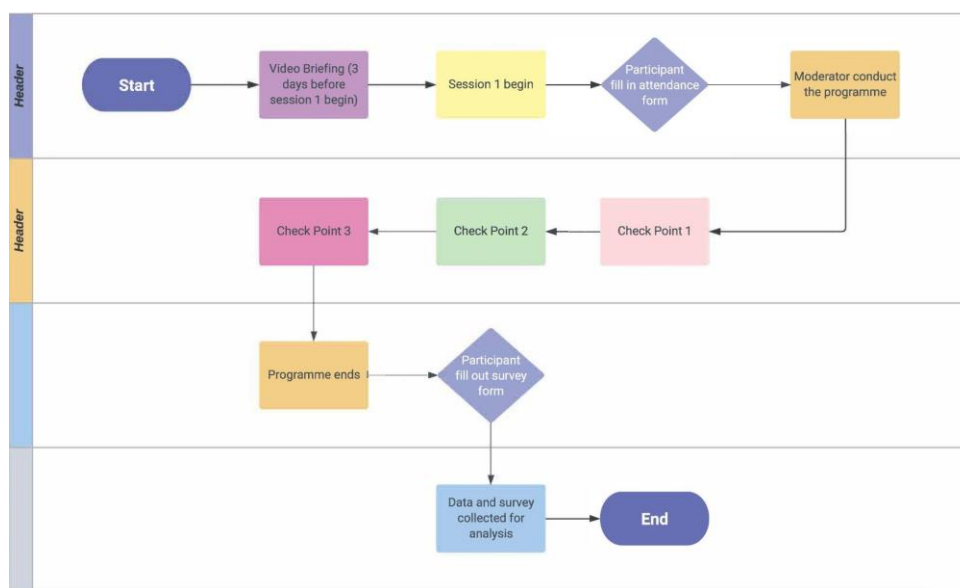 Header
Start
Video Briefing (3
days before
session 1 begin)
Session 1 begin
Participant
fill in attendance
form
Moderator conduct
the programme
Header
Check Point 3
Check Point 2
Check Point 1
Programme ends
Participant
fill out survey
form
Data and survey
collected for
analysis
End